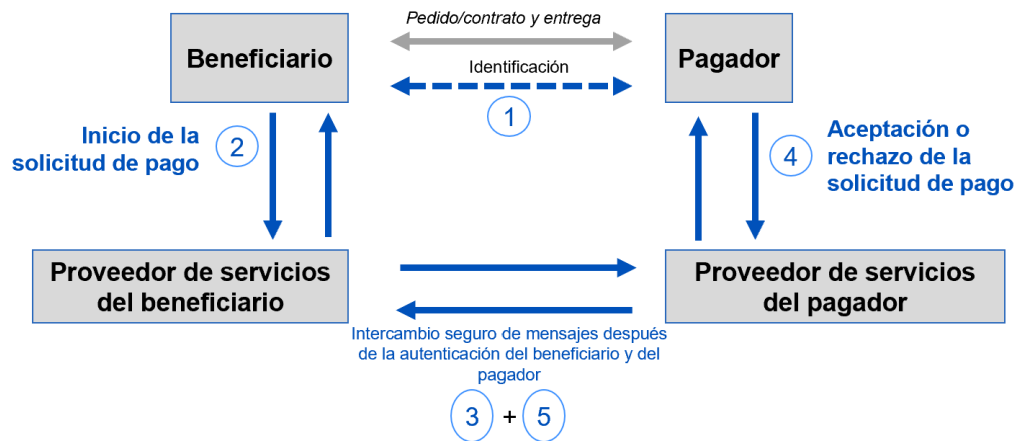 Pedido/contrato y entrega
Beneficiario
Pagador
Identificación
1
Inicio de la
solicitud de pago
2
4
Aceptación o
rechazo de la
solicitud de pago
Proveedor de servicios
del beneficiario
Proveedor de servicios
del pagador
Intercambio seguro de mensajes después
de la autenticación del beneficiario y del
pagador
3 + 5